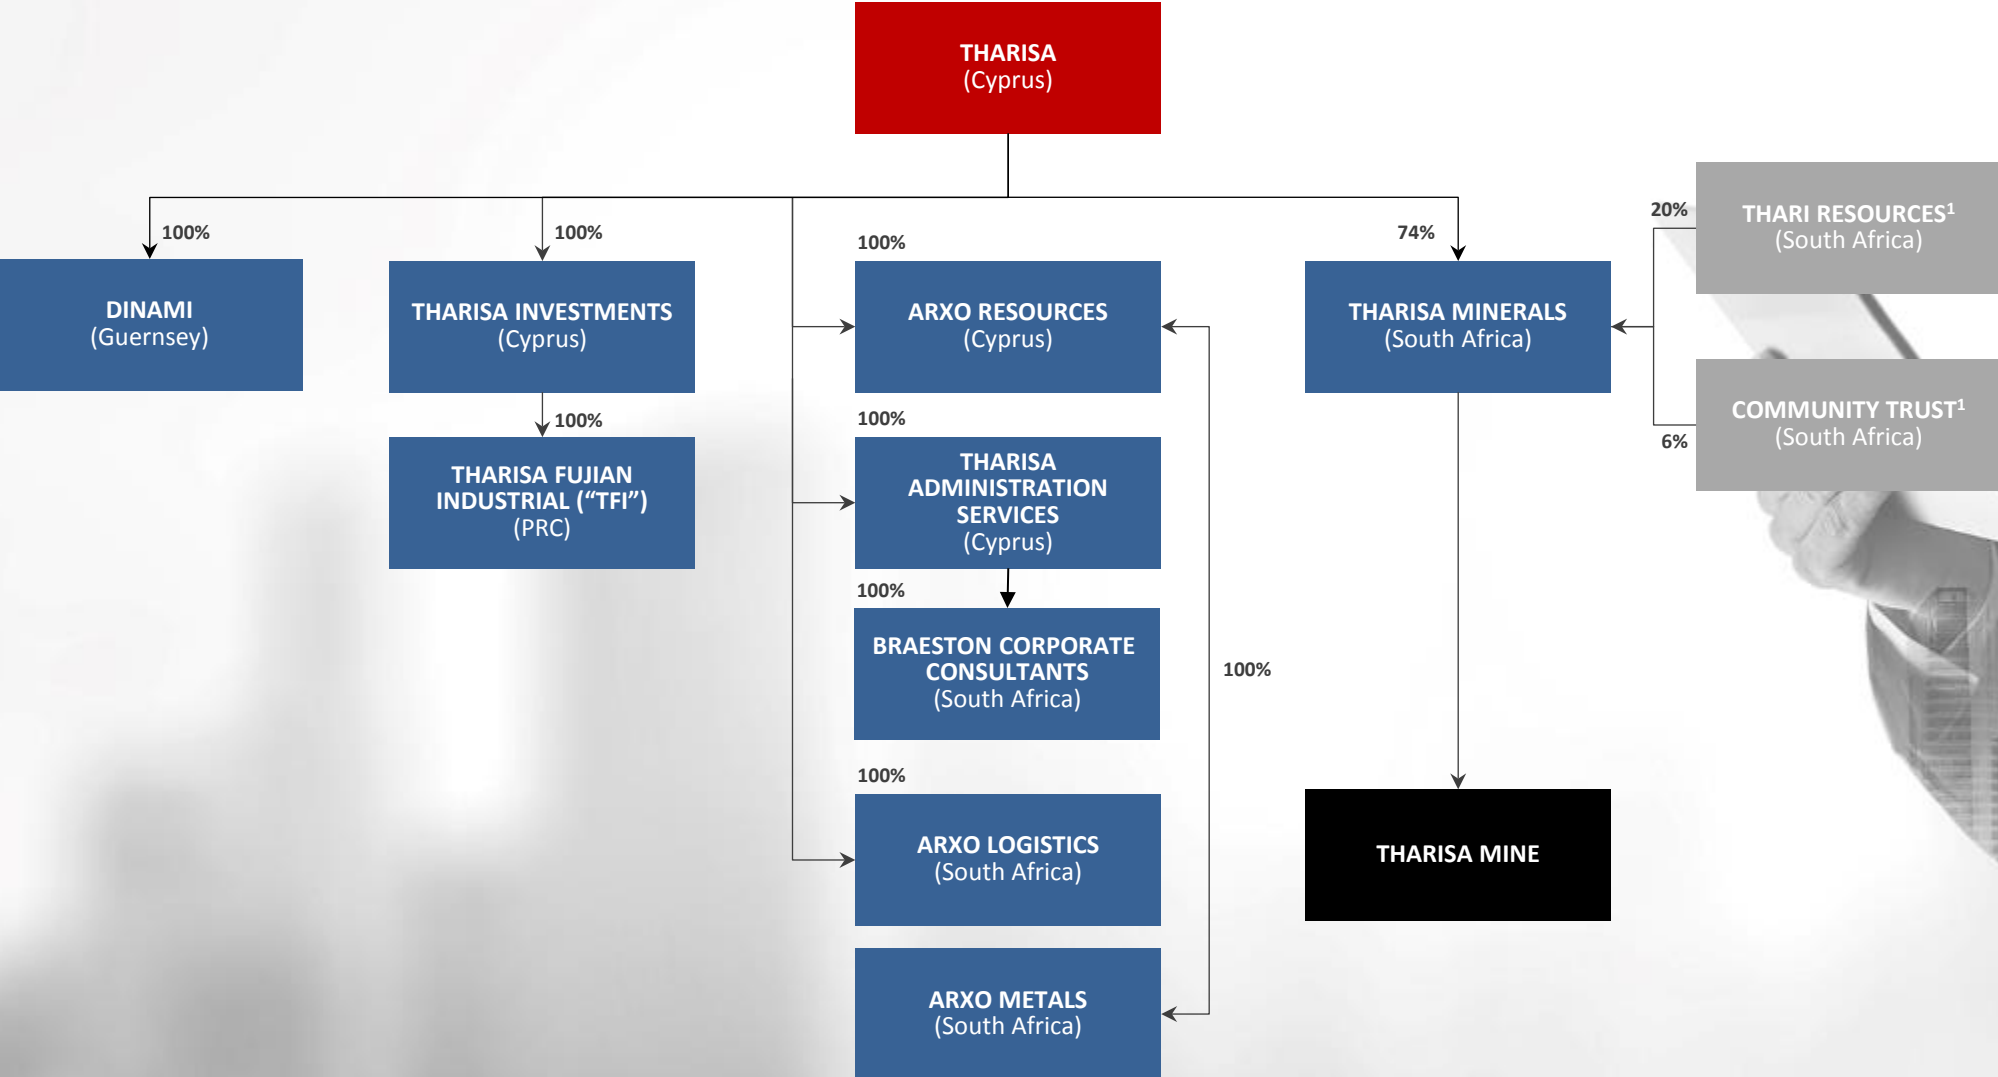 THARISA
(Cyprus)
100%
DINAMI
(Guernsey)
100%
THARISA INVESTMENTS
(Cyprus)
100%
THARISA FUJIAN
INDUSTRIAL (“TFI”)
(PRC)
100%
ARXO RESOURCES
(Cyprus)
100%
THARISA
ADMINISTRATION
SERVICES
(Cyprus)
100%
BRAESTON CORPORATE
CONSULTANTS
(South Africa)
100%
ARXO LOGISTICS
(South Africa)
ARXO METALS
(South Africa)
100%
74%
THARISA MINERALS
(South Africa)
THARISA MINE
20%
THARI RESOURCES¹
(South Africa)
6%
COMMUNITY TRUST¹
(South Africa)